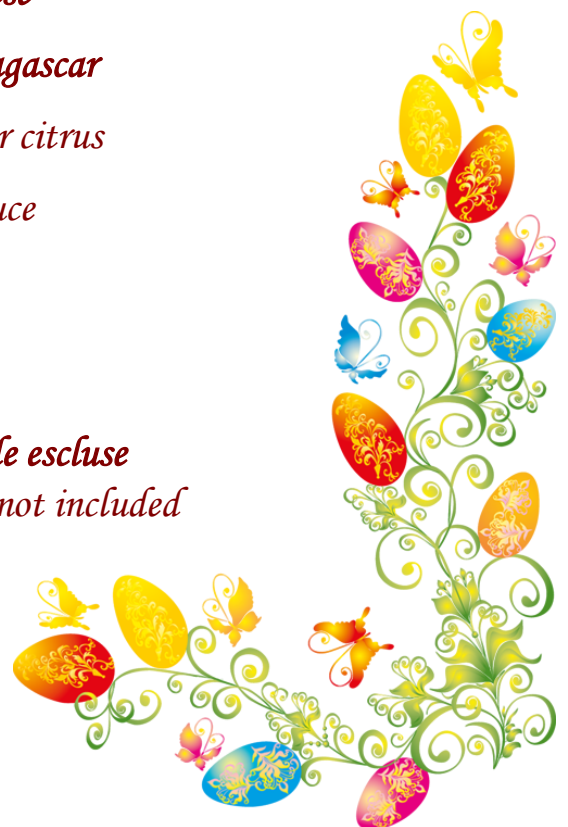 agascar
r citrus
uce
le escluse
not included